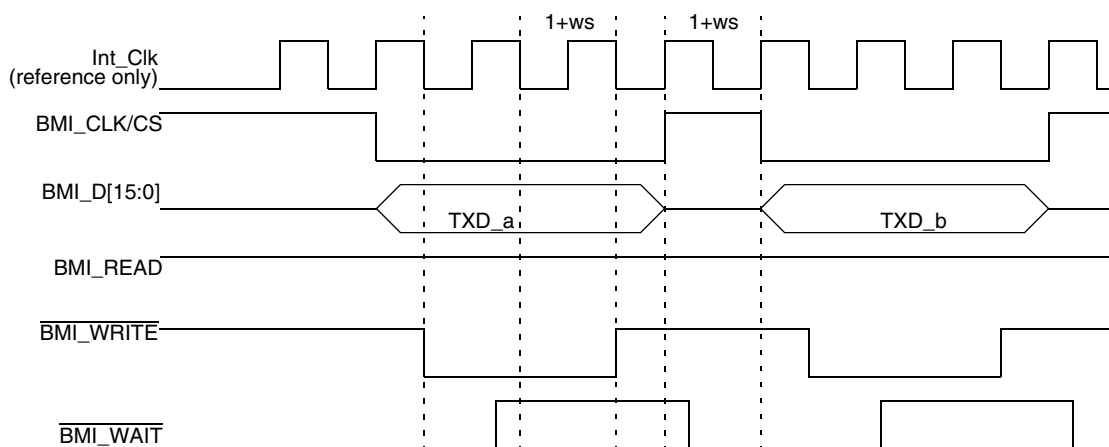 1+ws 1+ws
Int_Clk
(reference only)
BMI_CLK/CS
BMI_D[15:0]
TXD_a TXD_b
BMI_READ
BMI_WRITE
BMI_WAIT